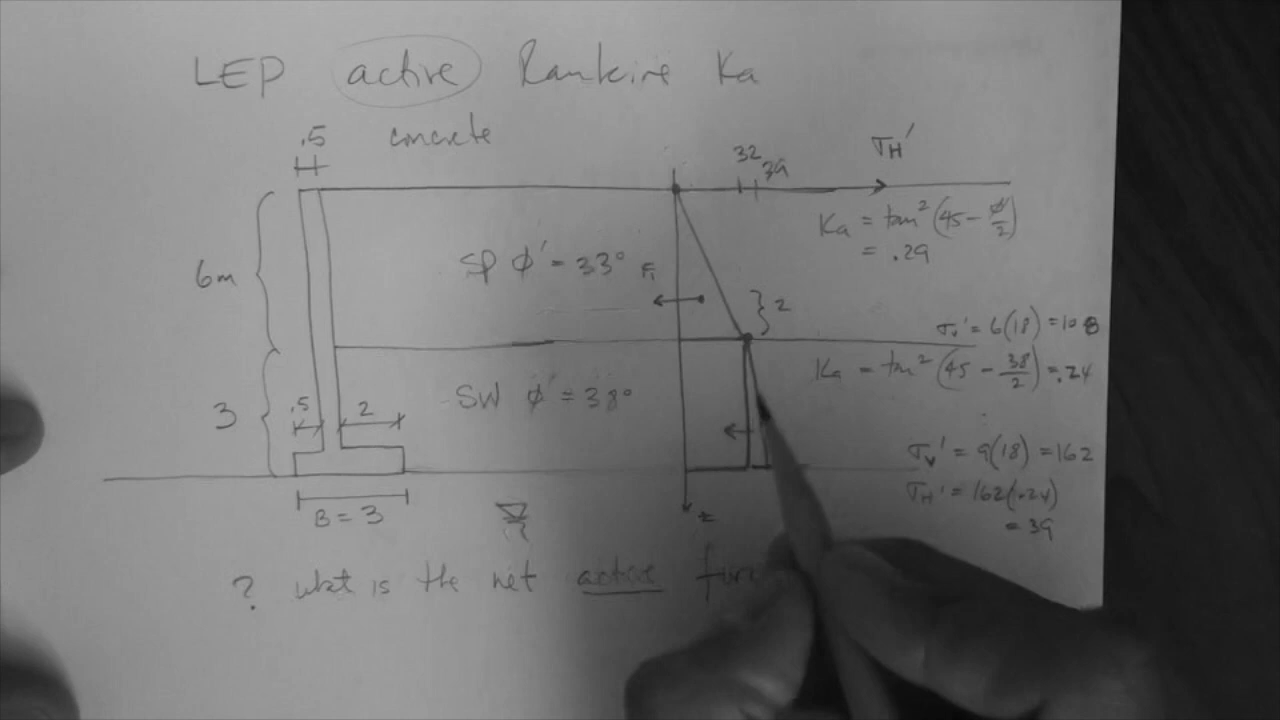 LEP active Rankine Ka
.5 concrete
32 39 σH'
Ka = tan²(45 - φ'/2)
= .29
6m
SP φ' = 33° F₁
} 2
σv' = 6(18) = 108
Ka = tan²(45 - 38/2) = .24
3
.5 2
SW φ' = 38°
σv' = 9(18) = 162
σH' = 162(.24)
= 39
B = 3
z
? what is the net active